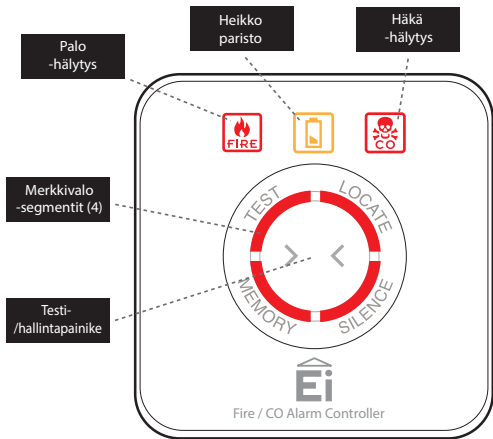 Heikko
paristo
Häkä
-hälytys
Palo
-hälytys
FIRE
CO
Merkkivalo
-segmentit (4)
TEST
LOCATE
Testi-
/hallintapainike
MEMORY
SILENCE
Ei
Fire / CO Alarm Controller